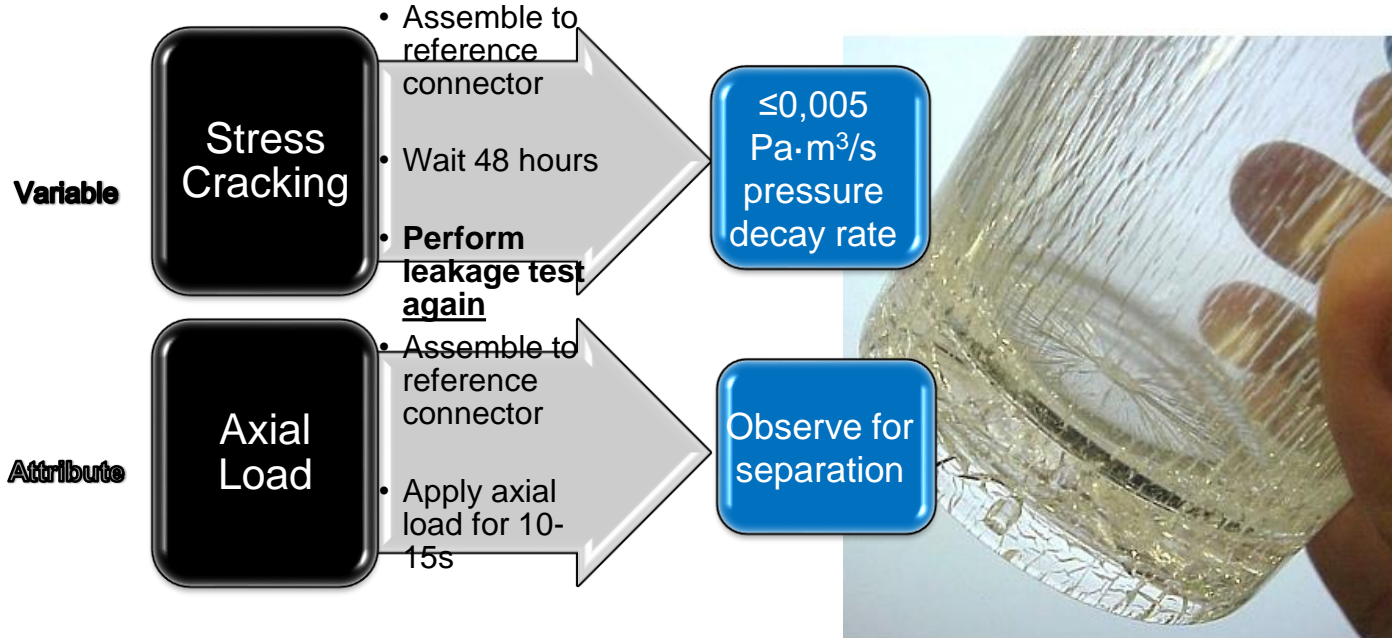 Variable
Stress
Cracking
• Assemble to
reference
connector
• Wait 48 hours
• Perform
leakage test
again
≤0,005
Pa·m³/s
pressure
decay rate
Attribute
Axial
Load
• Assemble to
reference
connector
• Apply axial
load for 10-
15s
Observe for
separation